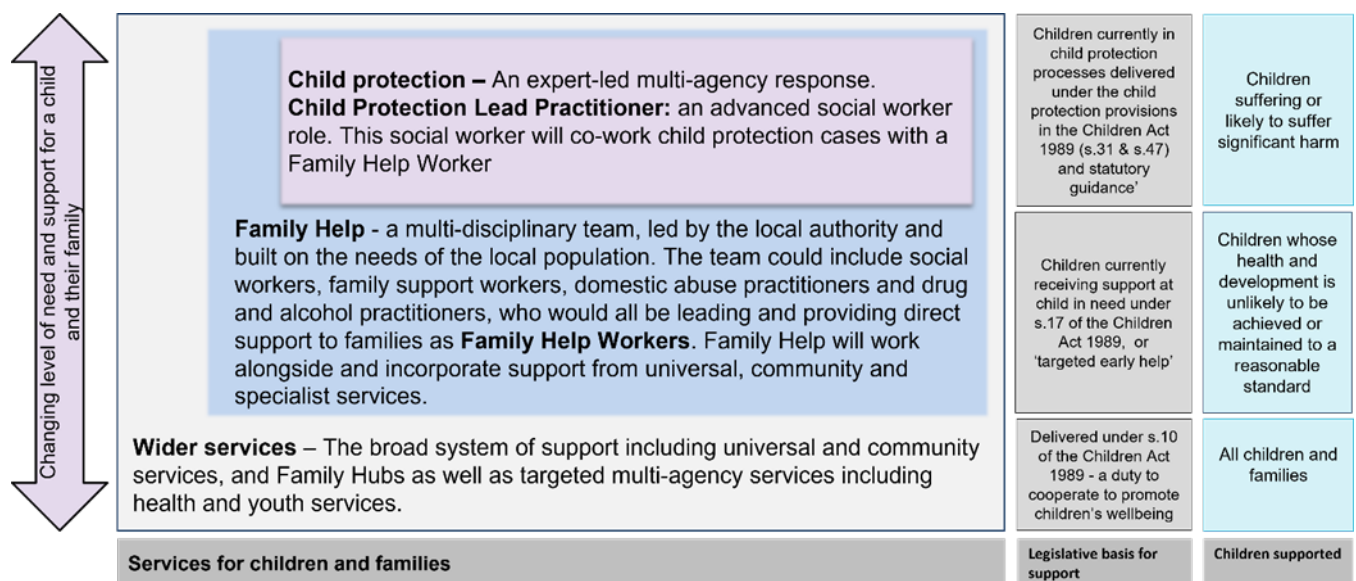 Changing level of need and support for a child
and their family
Child protection – An expert-led multi-agency response.
Child Protection Lead Practitioner: an advanced social worker
role. This social worker will co-work child protection cases with a
Family Help Worker
Family Help - a multi-disciplinary team, led by the local authority and
built on the needs of the local population. The team could include social
workers, family support workers, domestic abuse practitioners and drug
and alcohol practitioners, who would all be leading and providing direct
support to families as Family Help Workers. Family Help will work
alongside and incorporate support from universal, community and
specialist services.
Wider services – The broad system of support including universal and community
services, and Family Hubs as well as targeted multi-agency services including
health and youth services.
Services for children and families
Children currently in
child protection
processes delivered
under the child
protection provisions
in the Children Act
1989 (s.31 & s.47)
and statutory
guidance’
Children currently
receiving support at
child in need under
s.17 of the Children
Act 1989, or
‘targeted early help’
Delivered under s.10
of the Children Act
1989 - a duty to
cooperate to promote
children’s wellbeing
Legislative basis for
support
Children
suffering or
likely to suffer
significant harm
Children whose
health and
development is
unlikely to be
achieved or
maintained to a
reasonable
standard
All children and
families
Children supported